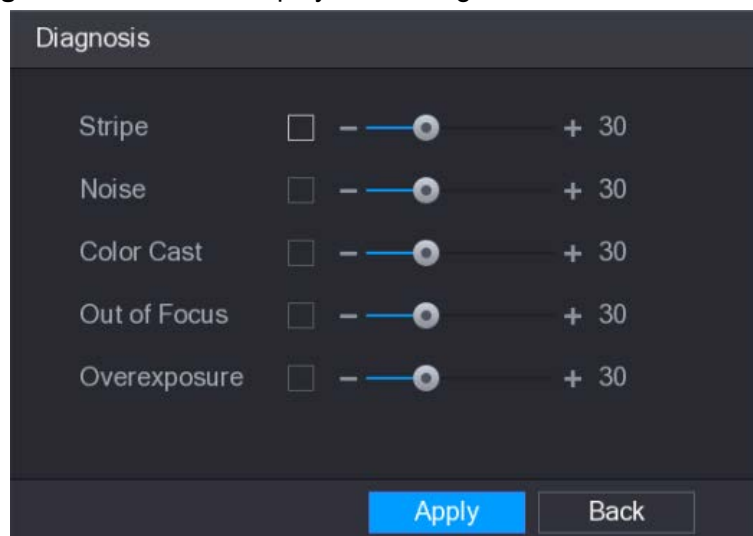 Diagnosis
Stripe − + 30
Noise − + 30
Color Cast − + 30
Out of Focus − + 30
Overexposure − + 30
Apply Back